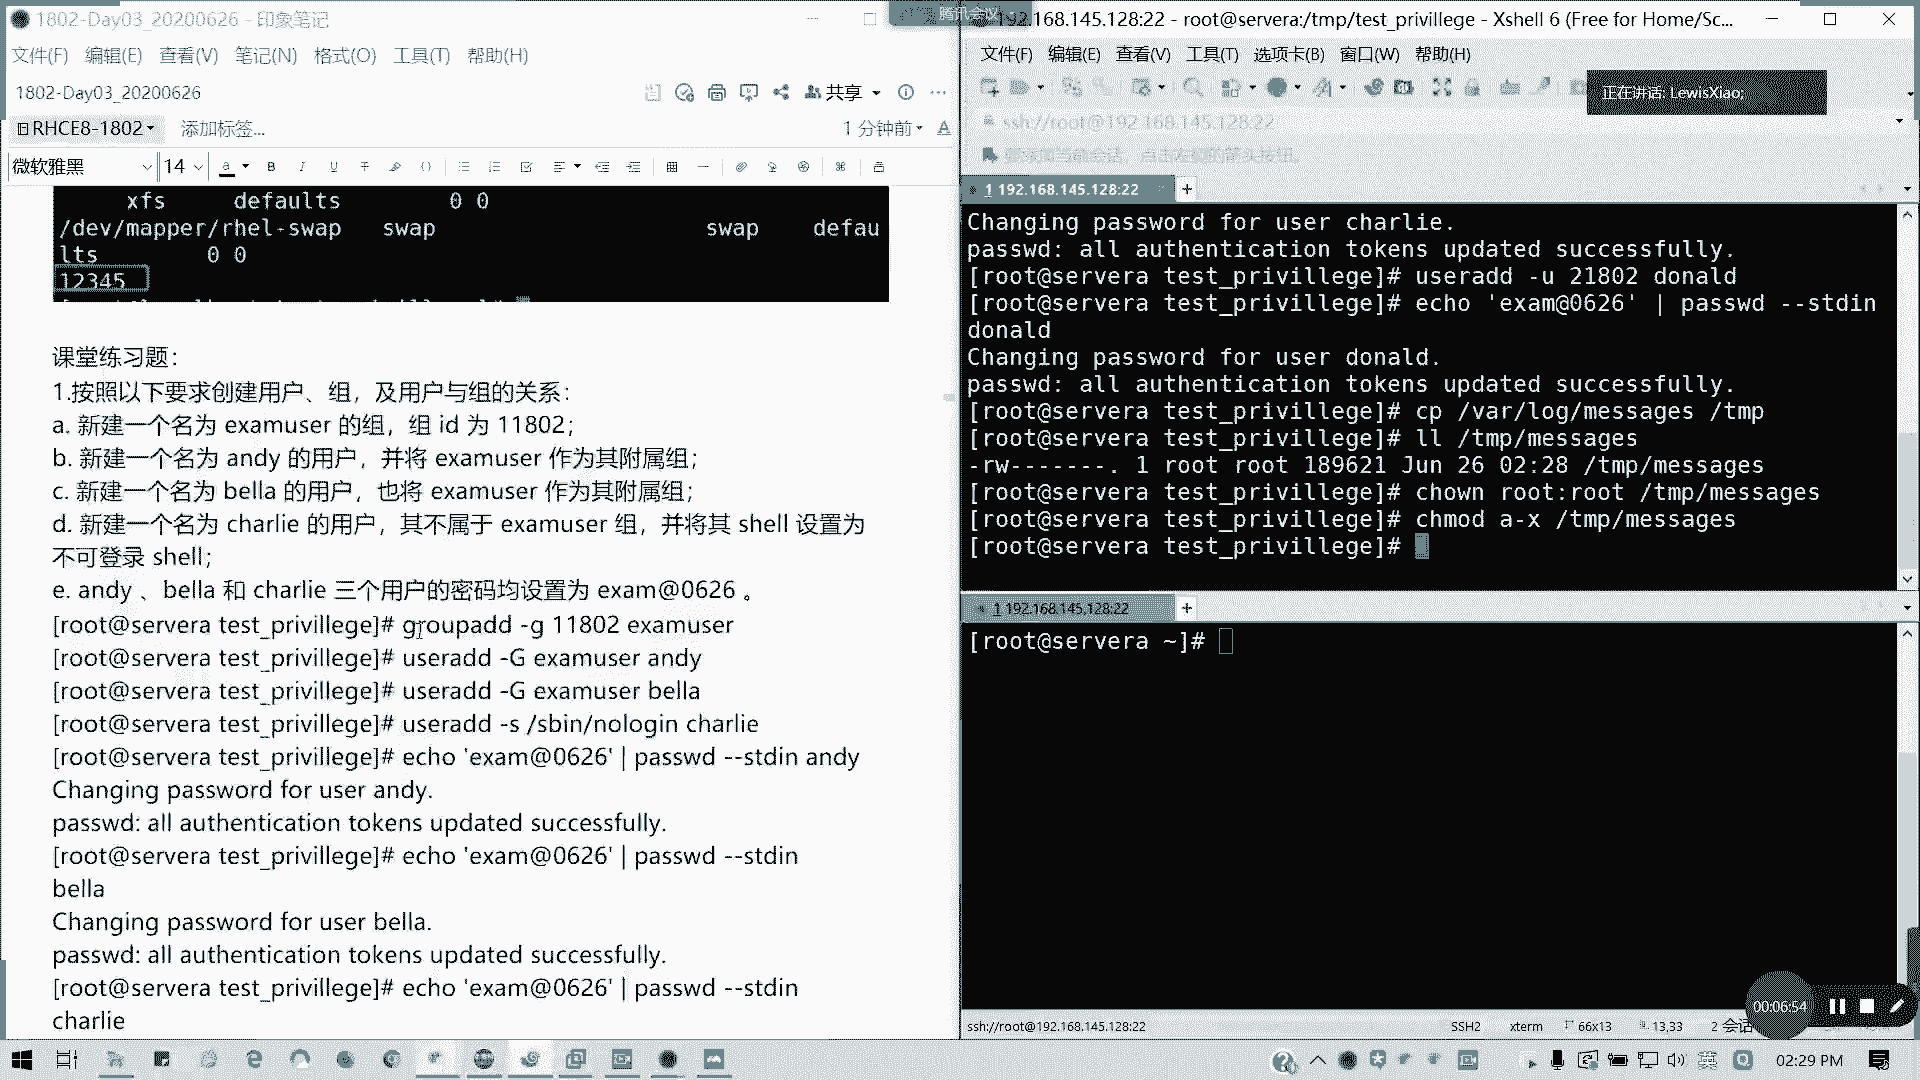 1802-Day03_20200626 - 印象笔记
文件(F) 编辑(E) 查看(V) 笔记(N) 格式(O) 工具(T) 帮助(H)
1802-Day03_20200626
共享
RHCE8-1802
添加标签...
1 分钟前
微软雅黑 14
xfs defaults 0 0
/dev/mapper/rhel-swap swap swap defau
lts 0 0
12345
课堂练习题：
1.按照以下要求创建用户、组，及用户与组的关系：
a. 新建一个名为 examuser 的组，组 id 为 11802；
b. 新建一个名为 andy 的用户，并将 examuser 作为其附属组；
c. 新建一个名为 bella 的用户，也将 examuser 作为其附属组；
d. 新建一个名为 charlie 的用户，其不属于 examuser 组，并将其 shell 设置为
不可登录 shell；
e. andy 、bella 和 charlie 三个用户的密码均设置为 exam@0626 。
[root@servera test_privillege]# groupadd -g 11802 examuser
[root@servera test_privillege]# useradd -G examuser andy
[root@servera test_privillege]# useradd -G examuser bella
[root@servera test_privillege]# useradd -s /sbin/nologin charlie
[root@servera test_privillege]# echo 'exam@0626' | passwd --stdin andy
Changing password for user andy.
passwd: all authentication tokens updated successfully.
[root@servera test_privillege]# echo 'exam@0626' | passwd --stdin
bella
Changing password for user bella.
passwd: all authentication tokens updated successfully.
[root@servera test_privillege]# echo 'exam@0626' | passwd --stdin
charlie
腾讯会议
192.168.145.128:22 - root@servera:/tmp/test_privillege - Xshell 6 (Free for Home/Sc...
文件(F) 编辑(E) 查看(V) 工具(T) 选项卡(B) 窗口(W) 帮助(H)
正在讲话: LewisXiao;
ssh://root@192.168.145.128:22
要添加当前会话，点击左侧的箭头按钮。
1 192.168.145.128:22
Changing password for user charlie.
passwd: all authentication tokens updated successfully.
[root@servera test_privillege]# useradd -u 21802 donald
[root@servera test_privillege]# echo 'exam@0626' | passwd --stdin
donald
Changing password for user donald.
passwd: all authentication tokens updated successfully.
[root@servera test_privillege]# cp /var/log/messages /tmp
[root@servera test_privillege]# ll /tmp/messages
-rw-------. 1 root root 189621 Jun 26 02:28 /tmp/messages
[root@servera test_privillege]# chown root:root /tmp/messages
[root@servera test_privillege]# chmod a-x /tmp/messages
[root@servera test_privillege]#
1 192.168.145.128:22
[root@servera ~]#
00:06:54
ssh://root@192.168.145.128:22 SSH2 xterm 66x13 13,33 2 会话
英
02:29 PM